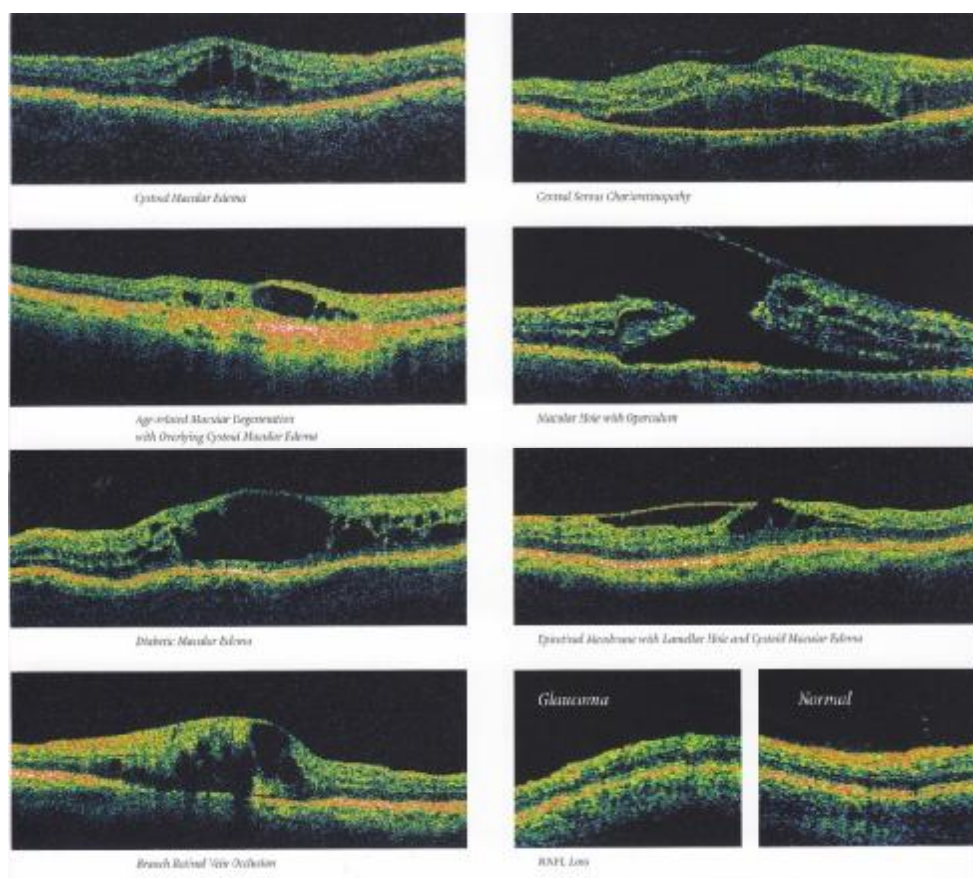 Cystoid Macular Edema
Central Serous Chorioretinopathy
Age-related Macular Degeneration
with Overlying Cystoid Macular Edema
Macular Hole with Operculum
Diabetic Macular Edema
Epiretinal Membrane with Lamellar Hole and Cystoid Macular Edema
Glaucoma
Normal
Branch Retinal Vein Occlusion
RNFL Loss